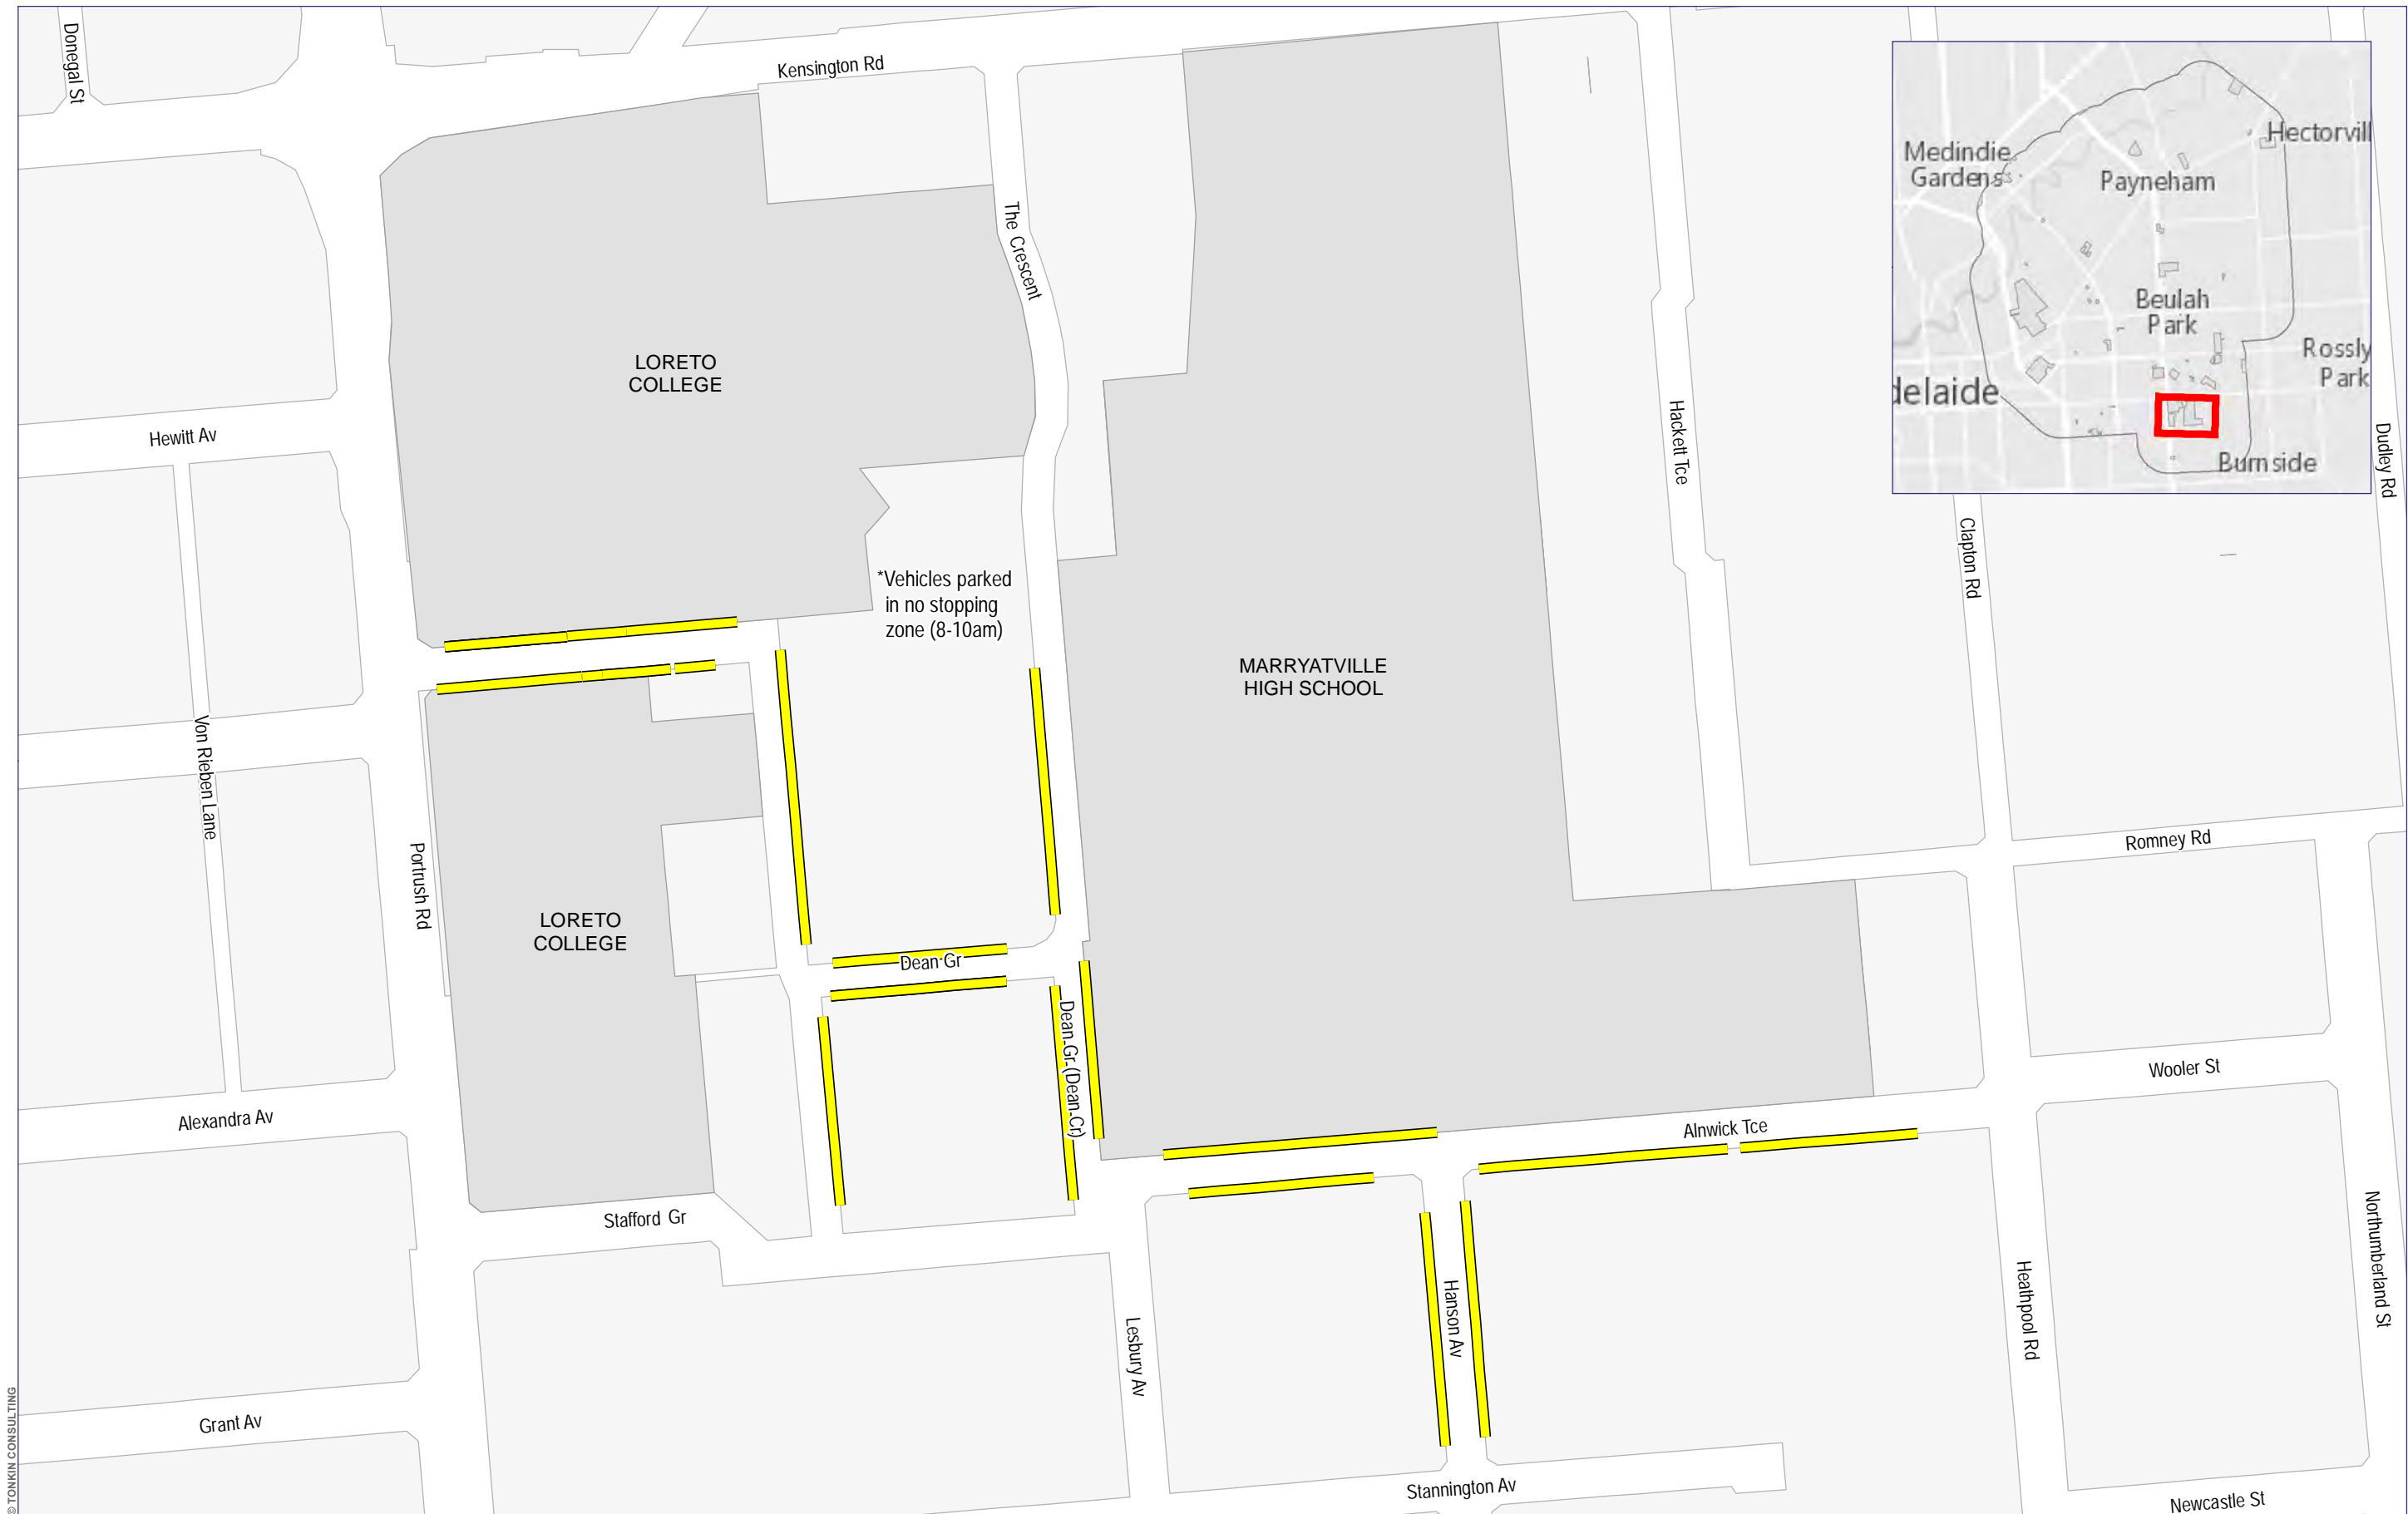 Donegal St
Kensington Rd
Medindie
Gardens
Hectorvill
Payneham
The Crescent
Beulah
Park
Rossly
Park
delaide
Burnside
LORETO
COLLEGE
Hewitt Av
Hackett Tce
Dudley Rd
Clapton Rd
*Vehicles parked
in no stopping
zone (8-10am)
MARRYATVILLE
HIGH SCHOOL
Von Rieben Lane
Portrush Rd
Romney Rd
LORETO
COLLEGE
Dean Gr
Dean Gr (Dean Cr)
Wooler St
Alexandra Av
Alnwick Tce
Stafford Gr
Northumberland St
Hanson Av
Heathpool Rd
Lesbury Av
Grant Av
Stannington Av
Newcastle St
© TONKIN CONSULTING